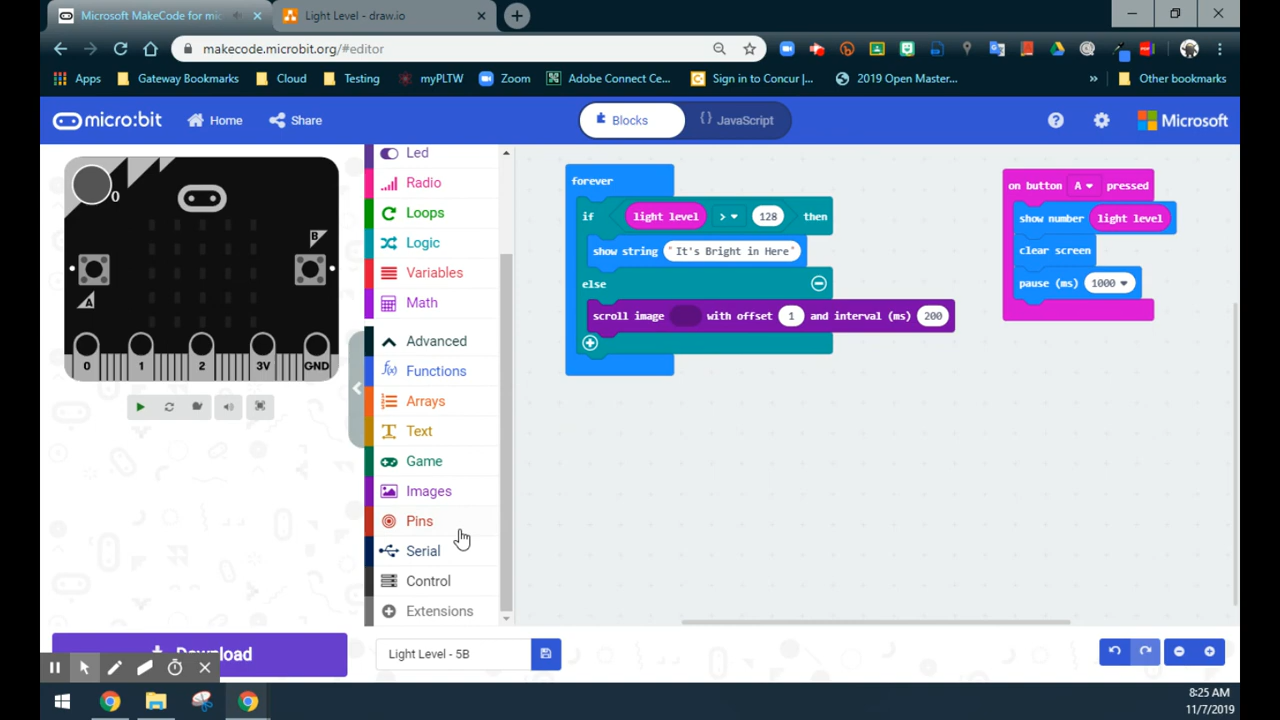 Microsoft MakeCode for mic
Light Level - draw.io
makecode.microbit.org/#editor
Apps
Gateway Bookmarks
Cloud
Testing
myPLTW
Zoom
Adobe Connect Ce...
Sign in to Concur |...
2019 Open Master...
»
Other bookmarks
micro:bit
Home
Share
Blocks
{ } JavaScript
Microsoft
0
B
A
0
1
2
3V
GND
Led
Radio
Loops
Logic
Variables
Math
Advanced
f(x) Functions
Arrays
T Text
Game
Images
Pins
Serial
Control
Extensions
forever
if light level > 128 then
show string "It's Bright in Here"
else
scroll image with offset 1 and interval (ms) 200
on button A pressed
show number light level
clear screen
pause (ms) 1000
Download
Light Level - 5B
8:25 AM
11/7/2019